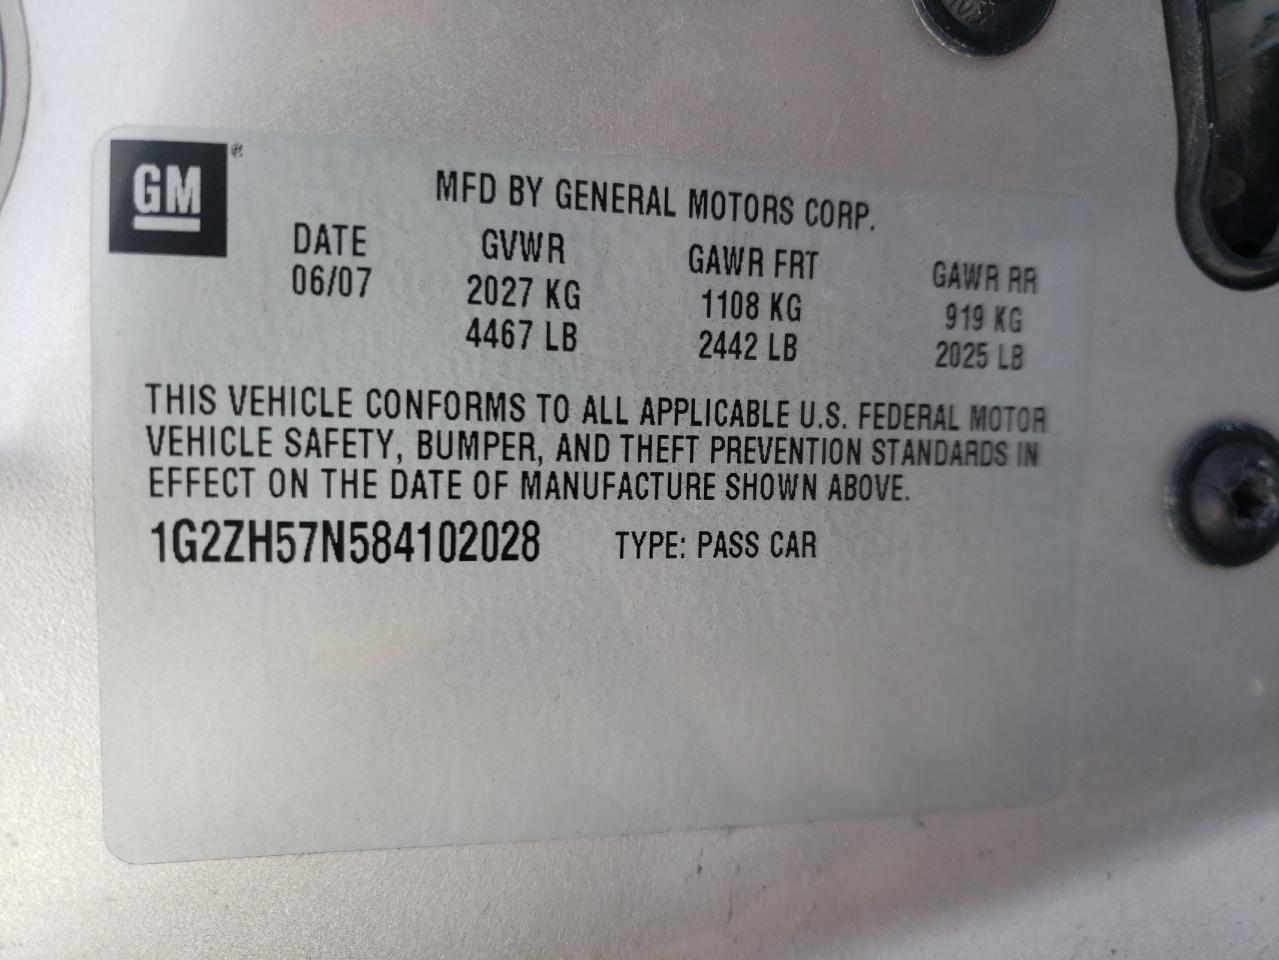 GM®
MFD BY GENERAL MOTORS CORP.
DATE GVWR GAWR FRT GAWR RR
06/07 2027 KG 1108 KG 919 KG
4467 LB 2442 LB 2025 LB
THIS VEHICLE CONFORMS TO ALL APPLICABLE U.S. FEDERAL MOTOR
VEHICLE SAFETY, BUMPER, AND THEFT PREVENTION STANDARDS IN
EFFECT ON THE DATE OF MANUFACTURE SHOWN ABOVE.
1G2ZH57N584102028 TYPE: PASS CAR